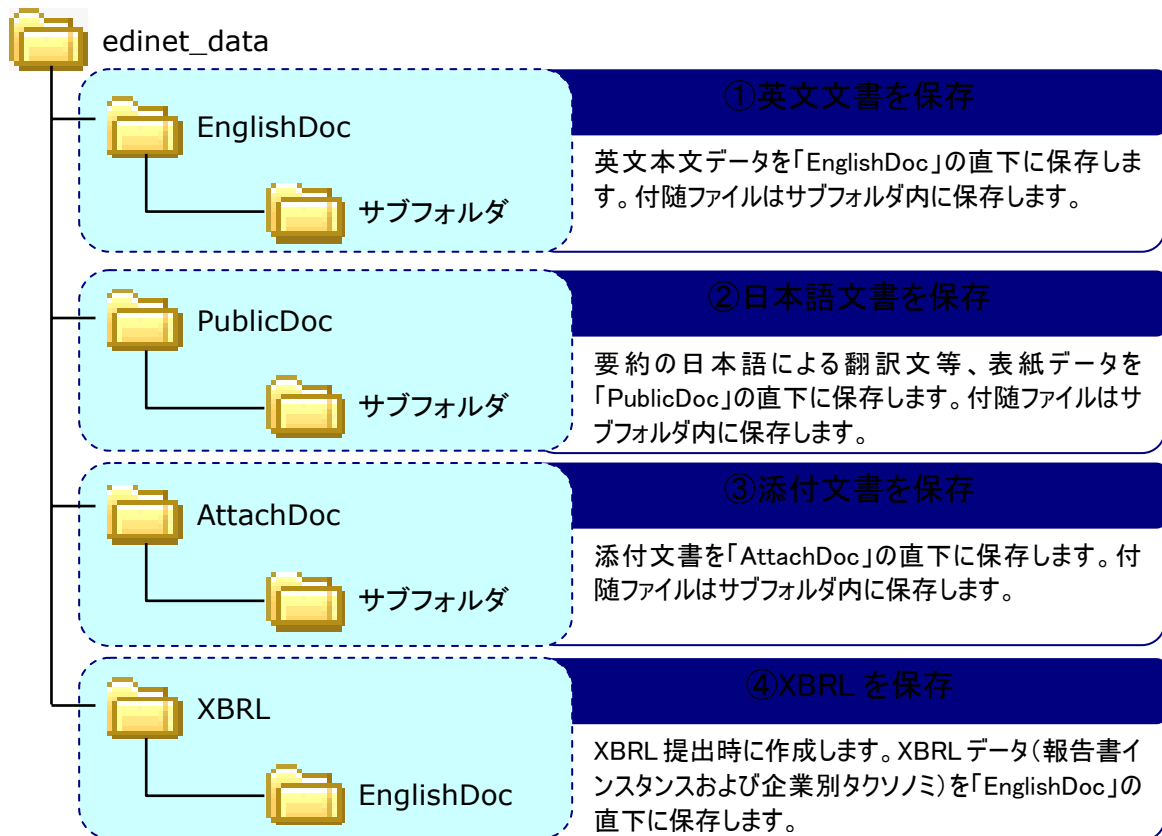 edinet_data
EnglishDoc
サブフォルダ
①英文文書を保存
英文本文データを「EnglishDoc」の直下に保存しま
す。付随ファイルはサブフォルダ内に保存します。
PublicDoc
サブフォルダ
②日本語文書を保存
要約の日本語による翻訳文等、表紙データを
「PublicDoc」の直下に保存します。付随ファイルはサ
ブフォルダ内に保存します。
AttachDoc
サブフォルダ
③添付文書を保存
添付文書を「AttachDoc」の直下に保存します。付
随ファイルはサブフォルダ内に保存します。
XBRL
EnglishDoc
④XBRL を保存
XBRL 提出時に作成します。XBRL データ(報告書イ
ンスタンスおよび企業別タクソノミ)を「EnglishDoc」の
直下に保存します。